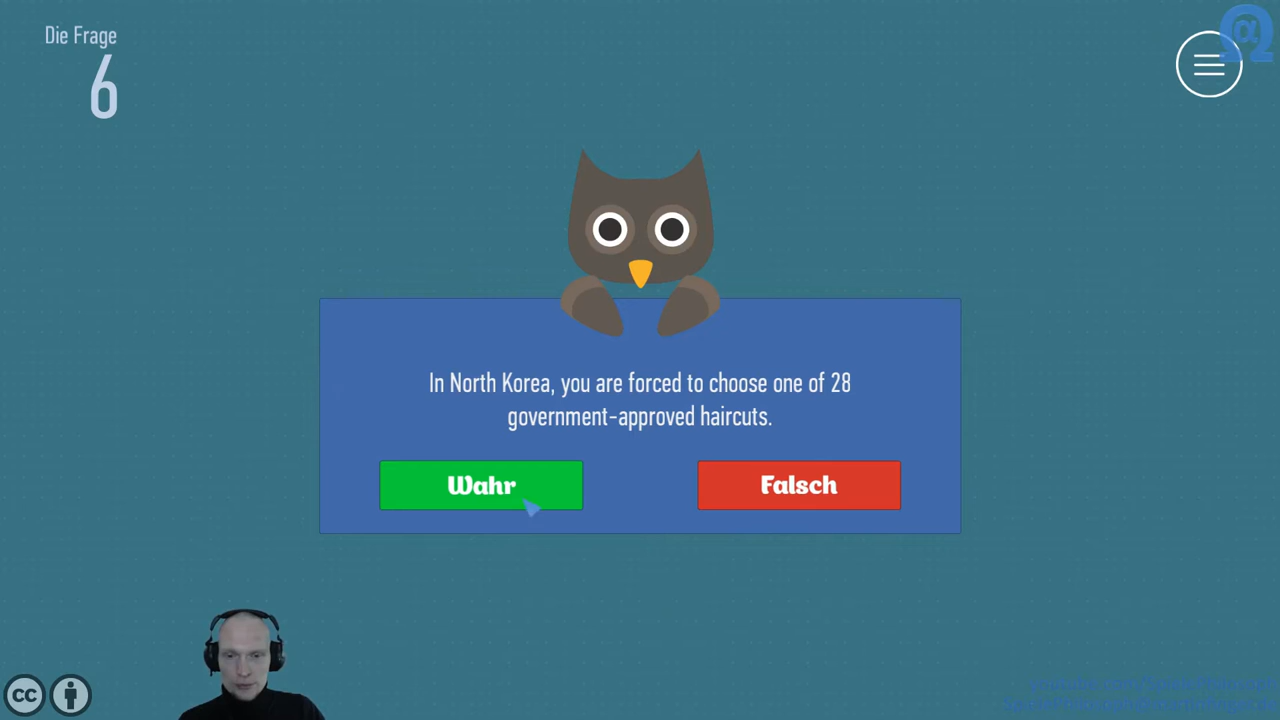 Die Frage
6
In North Korea, you are forced to choose one of 28
government-approved haircuts.
Wahr
Falsch
cc